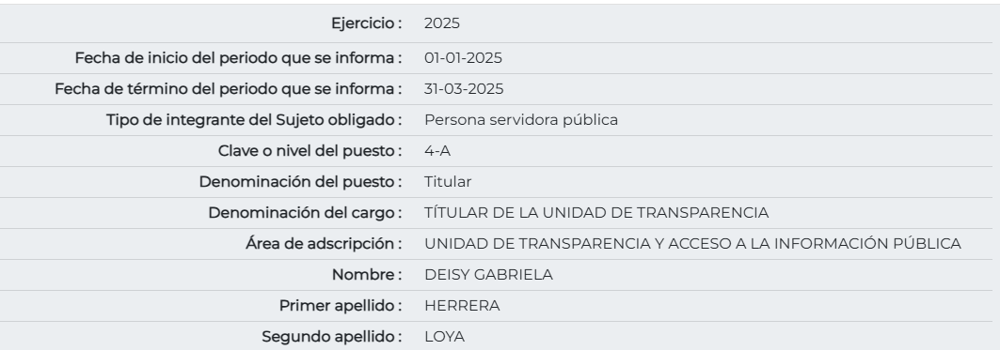 Ejercicio : 2025
Fecha de inicio del periodo que se informa : 01-01-2025
Fecha de término del periodo que se informa : 31-03-2025
Tipo de integrante del Sujeto obligado : Persona servidora pública
Clave o nivel del puesto : 4-A
Denominación del puesto : Titular
Denominación del cargo : TÍTULAR DE LA UNIDAD DE TRANSPARENCIA
Área de adscripción : UNIDAD DE TRANSPARENCIA Y ACCESO A LA INFORMACIÓN PÚBLICA
Nombre : DEISY GABRIELA
Primer apellido : HERRERA
Segundo apellido : LOYA